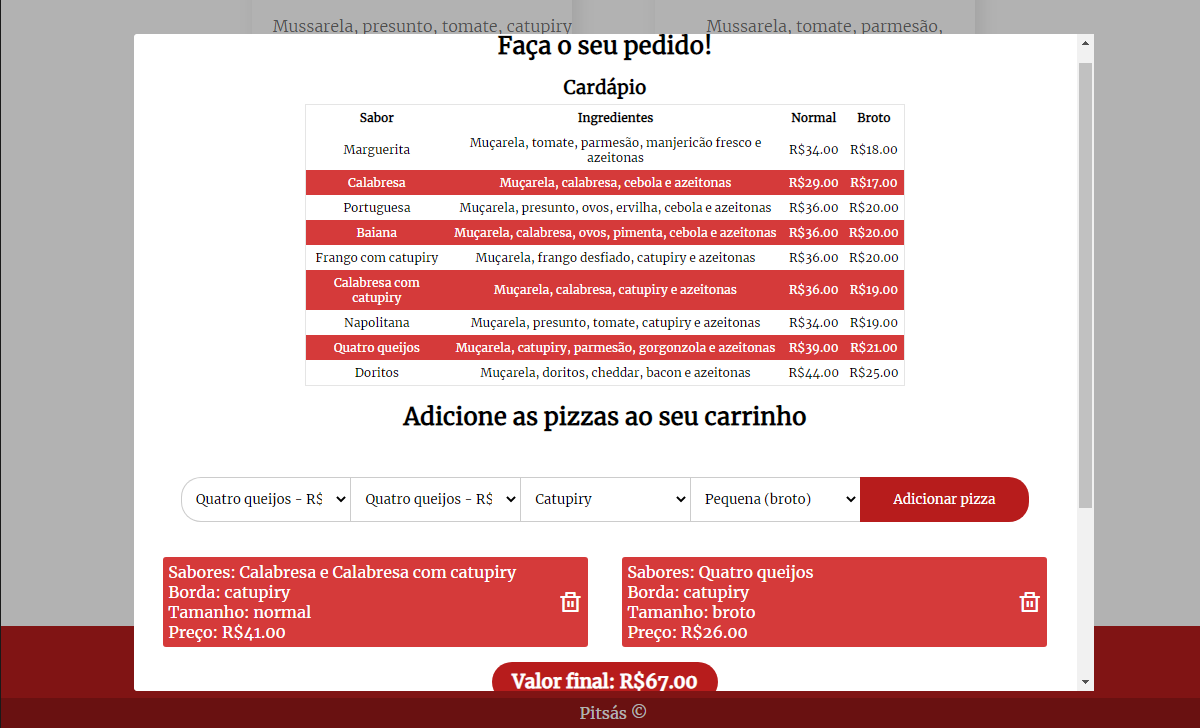 Mussarela, presunto, tomate, catupiry Mussarela, tomate, parmesão,
Faça o seu pedido!
Cardápio
Sabor Ingredientes Normal Broto
Marguerita Muçarela, tomate, parmesão, manjericão fresco e azeitonas R$34.00 R$18.00
Calabresa Muçarela, calabresa, cebola e azeitonas R$29.00 R$17.00
Portuguesa Muçarela, presunto, ovos, ervilha, cebola e azeitonas R$36.00 R$20.00
Baiana Muçarela, calabresa, ovos, pimenta, cebola e azeitonas R$36.00 R$20.00
Frango com catupiry Muçarela, frango desfiado, catupiry e azeitonas R$36.00 R$20.00
Calabresa com catupiry Muçarela, calabresa, catupiry e azeitonas R$36.00 R$19.00
Napolitana Muçarela, presunto, tomate, catupiry e azeitonas R$34.00 R$19.00
Quatro queijos Muçarela, catupiry, parmesão, gorgonzola e azeitonas R$39.00 R$21.00
Doritos Muçarela, doritos, cheddar, bacon e azeitonas R$44.00 R$25.00
Adicione as pizzas ao seu carrinho
Quatro queijos - R$ Quatro queijos - R$ Catupiry Pequena (broto) Adicionar pizza
Sabores: Calabresa e Calabresa com catupiry
Borda: catupiry
Tamanho: normal
Preço: R$41.00
Sabores: Quatro queijos
Borda: catupiry
Tamanho: broto
Preço: R$26.00
Valor final: R$67.00
Pitsás ©